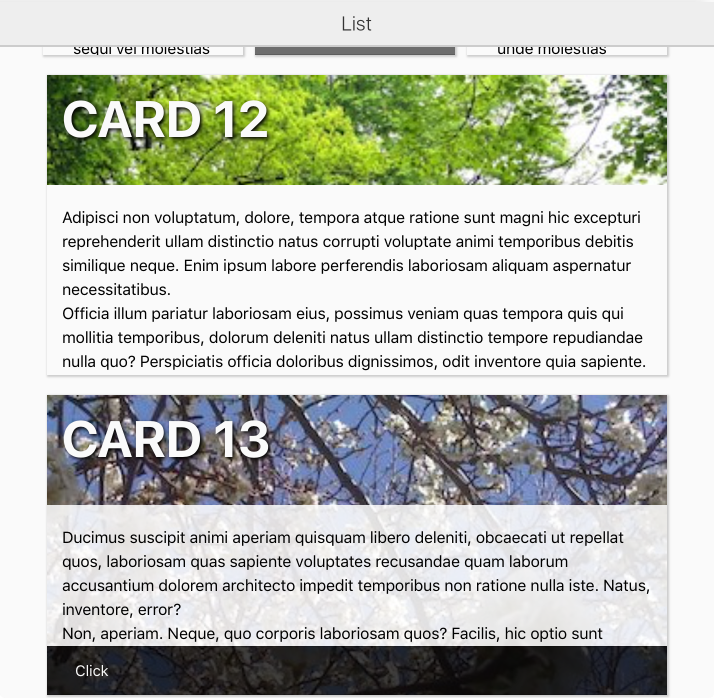 List
sequi vel molestias
unde molestias
CARD 12
Adipisci non voluptatum, dolore, tempora atque ratione sunt magni hic excepturi
reprehenderit ullam distinctio natus corrupti voluptate animi temporibus debitis
similique neque. Enim ipsum labore perferendis laboriosam aliquam aspernatur
necessitatibus.
Officia illum pariatur laboriosam eius, possimus veniam quas tempora quis qui
mollitia temporibus, dolorum deleniti natus ullam distinctio tempore repudiandae
nulla quo? Perspiciatis officia doloribus dignissimos, odit inventore quia sapiente.
CARD 13
Ducimus suscipit animi aperiam quisquam libero deleniti, obcaecati ut repellat
quos, laboriosam quas sapiente voluptates recusandae quam laborum
accusantium dolorem architecto impedit temporibus non ratione nulla iste. Natus,
inventore, error?
Non, aperiam. Neque, quo corporis laboriosam quos? Facilis, hic optio sunt
Click